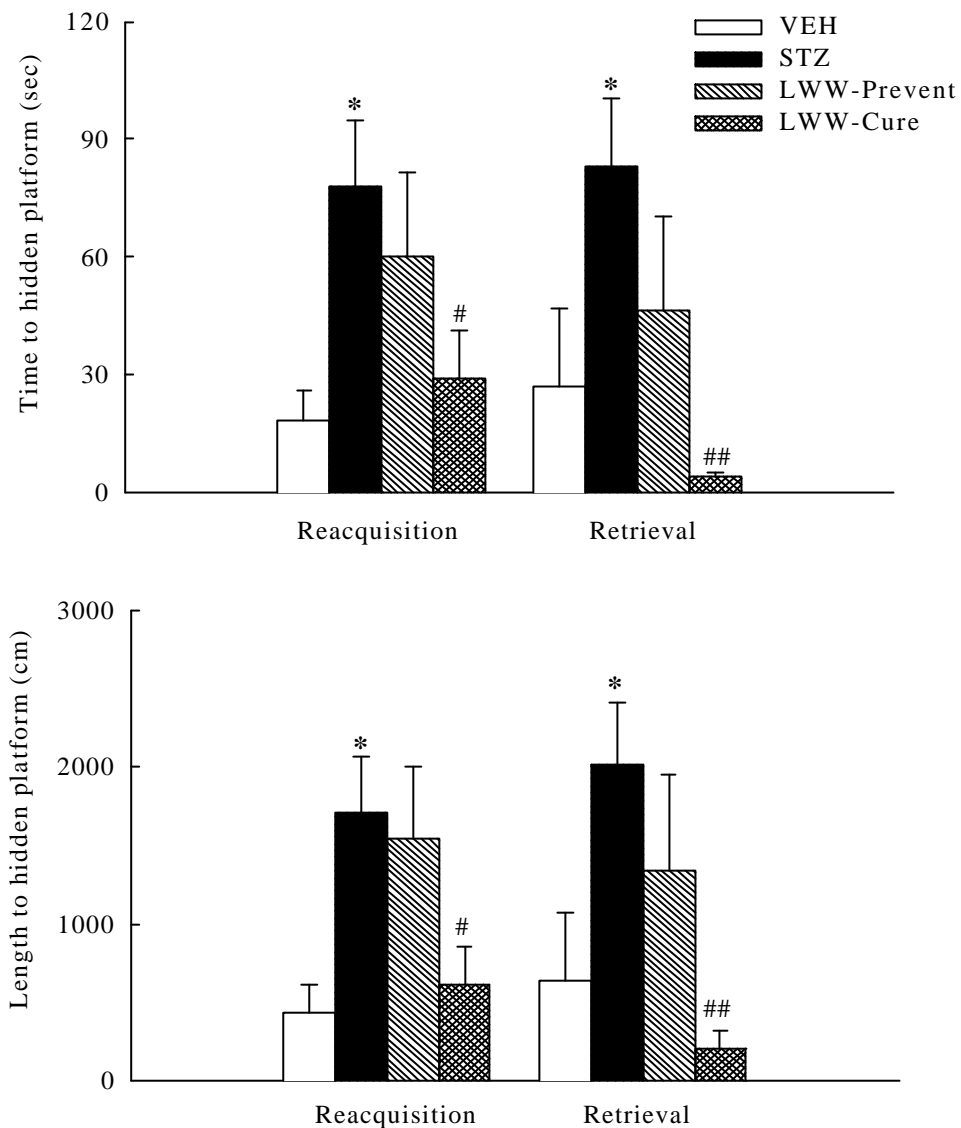 120
90
60
30
0
Time to hidden platform (sec)
VEH
STZ
LWW-Prevent
LWW-Cure
*
#
*
##
Reacquisition Retrieval
3000
2000
1000
0
Length to hidden platform (cm)
*
#
*
##
Reacquisition Retrieval